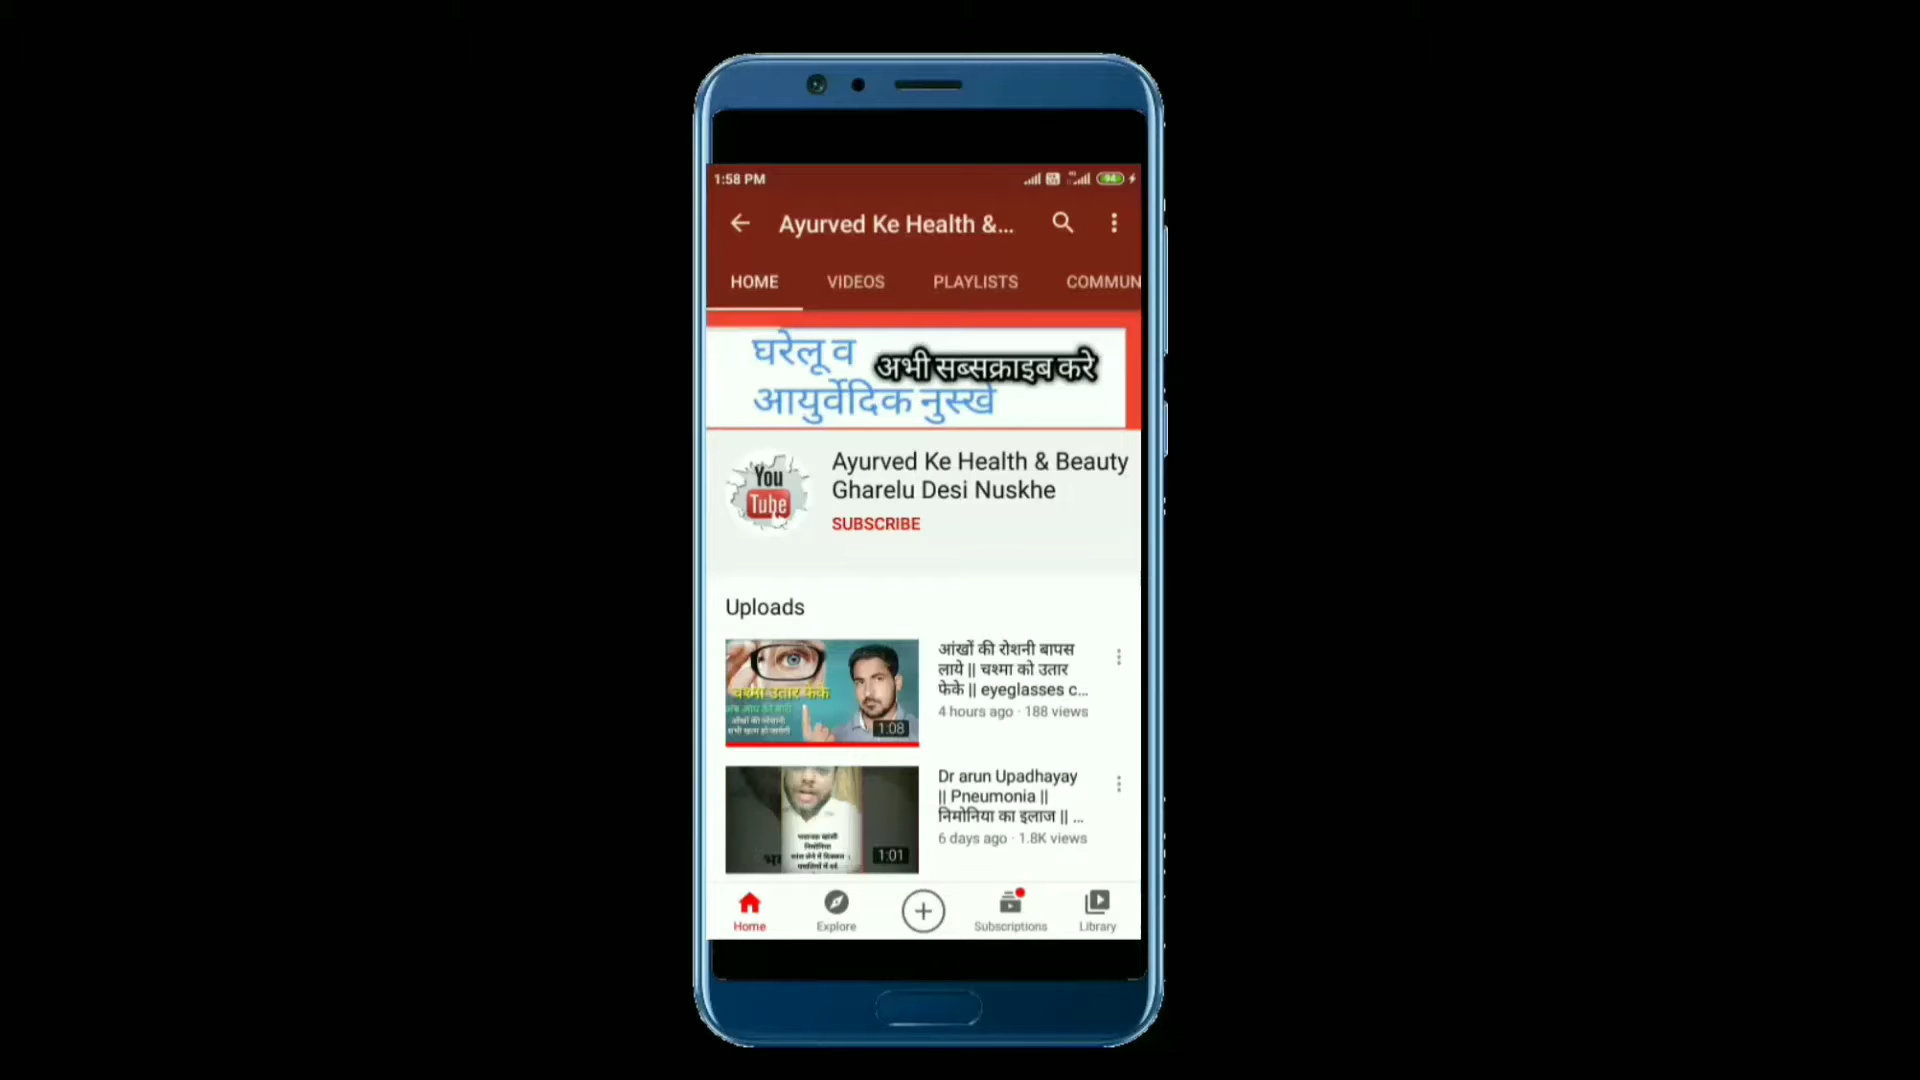 1:58 PM
94
Ayurved Ke Health &...
HOME VIDEOS PLAYLISTS COMMUN
घरेलू व
अभी सब्सक्राइब करे
आयुर्वेदिक नुस्खे
You
Tube
Ayurved Ke Health & Beauty
Gharelu Desi Nuskhe
SUBSCRIBE
Uploads
चश्मा उतार फेके
1:08
आंखों की रोशनी बापस
लाये || चश्मा को उतार
फेके || eyeglasses c...
4 hours ago · 188 views
निमोनिया
1:01
Dr arun Upadhayay
|| Pneumonia ||
निमोनिया का इलाज || ...
6 days ago · 1.8K views
Home Explore Subscriptions Library